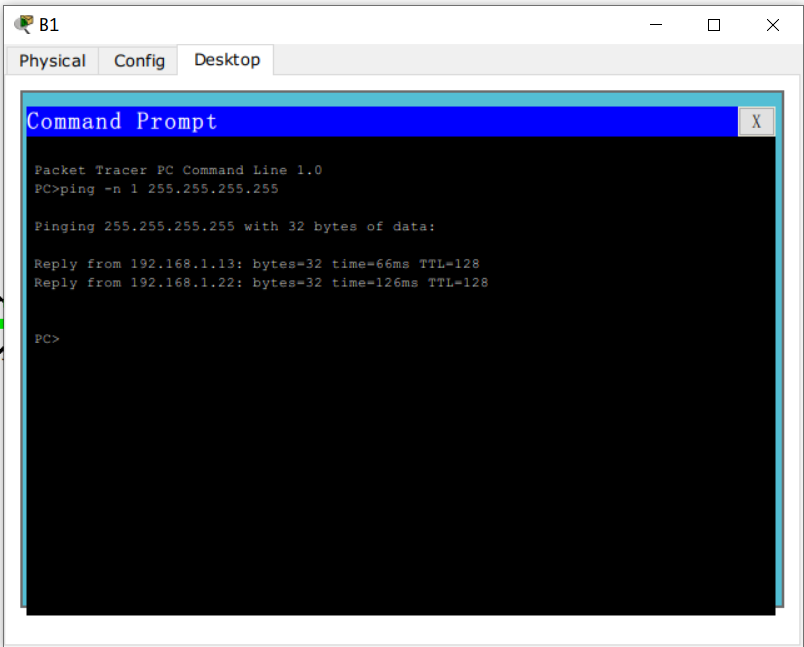 B1
Physical Config Desktop
Command Prompt X
Packet Tracer PC Command Line 1.0
PC>ping -n 1 255.255.255.255
Pinging 255.255.255.255 with 32 bytes of data:
Reply from 192.168.1.13: bytes=32 time=66ms TTL=128
Reply from 192.168.1.22: bytes=32 time=126ms TTL=128
PC>